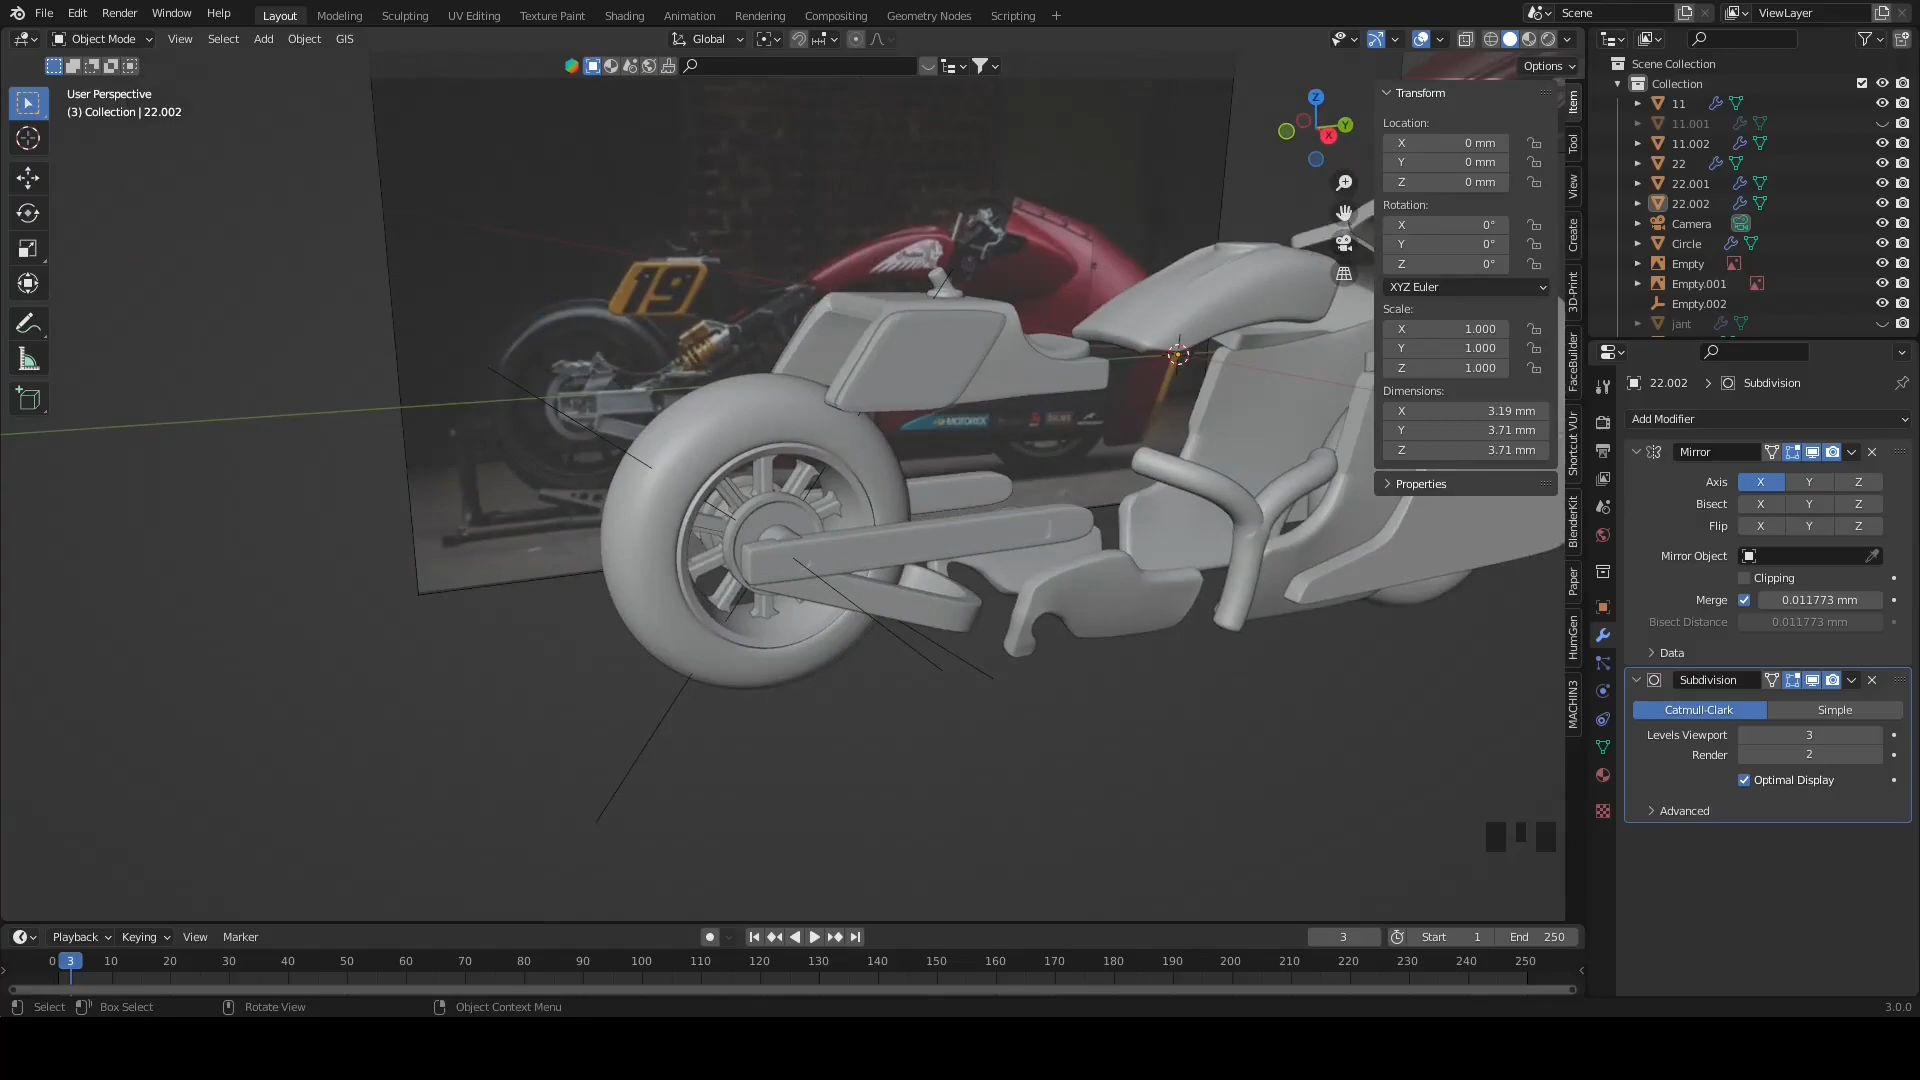 File Edit Render Window Help Layout Modeling Sculpting UV Editing Texture Paint Shading Animation Rendering Compositing Geometry Nodes Scripting + Scene ViewLayer
Object Mode View Select Add Object GIS Global
Options
User Perspective
(3) Collection | 22.002
19
MOTOREX
Transform
Location:
X 0 mm
Y 0 mm
Z 0 mm
Rotation:
X 0°
Y 0°
Z 0°
XYZ Euler
Scale:
X 1.000
Y 1.000
Z 1.000
Dimensions:
X 3.19 mm
Y 3.71 mm
Z 3.71 mm
Properties
Z
Y
X
Item
Tool
View
Create
3D-Print
FaceBuilder
Shortcut VUr
BlenderKit
Paper
HumGen
MACHIN3
Scene Collection
Collection
11
11.001
11.002
22
22.001
22.002
Camera
Circle
Empty
Empty.001
Empty.002
jant
22.002 > Subdivision
Add Modifier
Mirror
Axis X Y Z
Bisect X Y Z
Flip X Y Z
Mirror Object
Clipping
Merge 0.011773 mm
Bisect Distance 0.011773 mm
Data
Subdivision
Catmull-Clark Simple
Levels Viewport 3
Render 2
Optimal Display
Advanced
Playback Keying View Marker 3 Start 1 End 250
0 3 10 20 30 40 50 60 70 80 90 100 110 120 130 140 150 160 170 180 190 200 210 220 230 240 250
Select Box Select Rotate View Object Context Menu 3.0.0